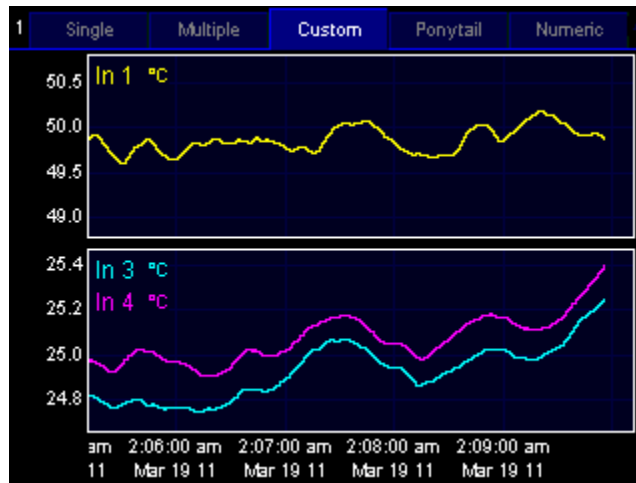 1 Single Multiple Custom Ponytail Numeric
In 1 °C
50.5
50.0
49.5
49.0
In 3 °C
In 4 °C
25.4
25.2
25.0
24.8
am 2:06:00 am 2:07:00 am 2:08:00 am 2:09:00 am
11 Mar 19 11 Mar 19 11 Mar 19 11 Mar 19 11